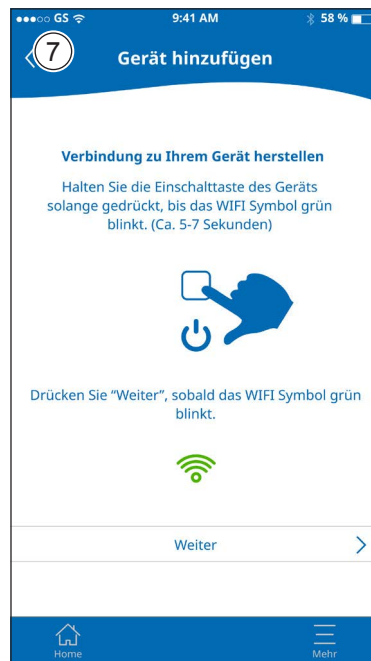 GS 9:41 AM 58 %
7
Gerät hinzufügen
Verbindung zu Ihrem Gerät herstellen
Halten Sie die Einschalttaste des Geräts
solange gedrückt, bis das WIFI Symbol grün
blinkt. (Ca. 5-7 Sekunden)
Drücken Sie “Weiter”, sobald das WIFI Symbol grün
blinkt.
Weiter
Home Mehr